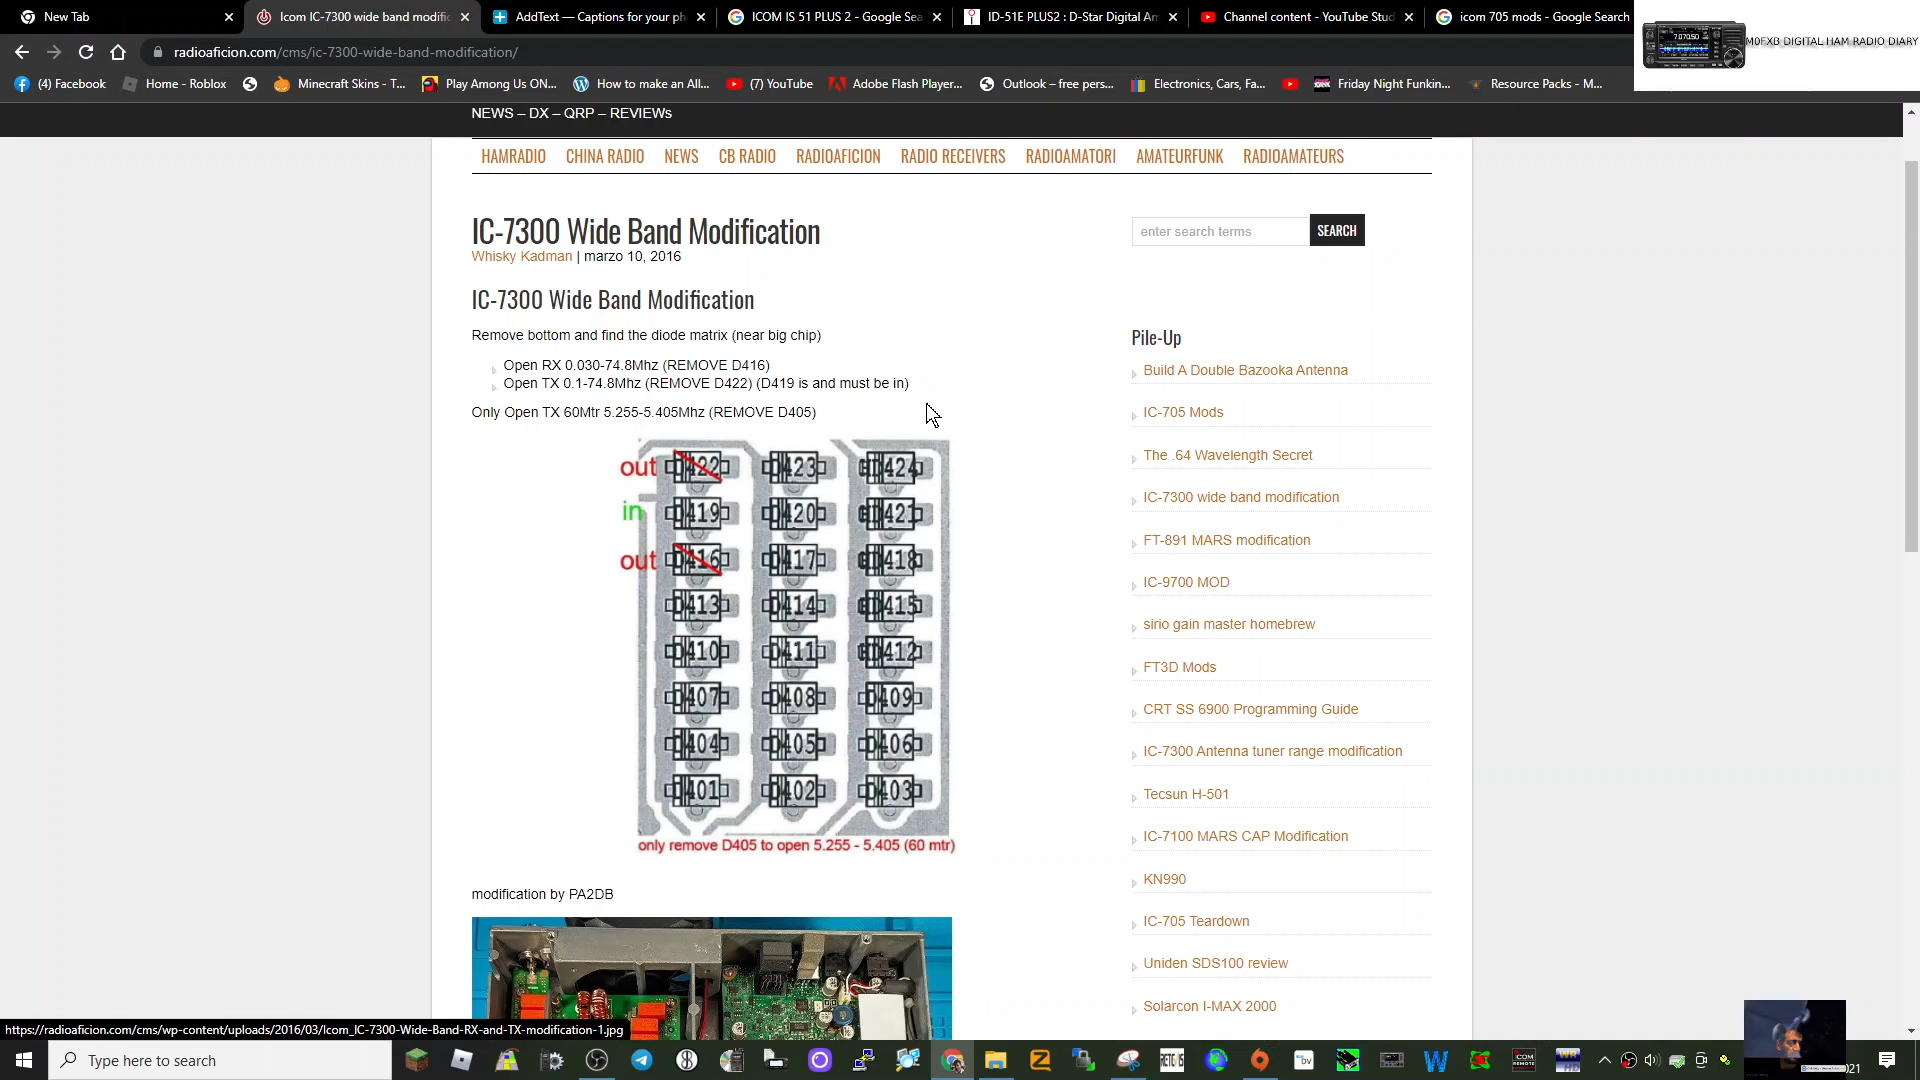 New Tab
Icom IC-7300 wide band modific
AddText — Captions for your ph
ICOM IS 51 PLUS 2 - Google Sea
ID-51E PLUS2 : D-Star Digital Am
Channel content - YouTube Stud
icom 705 mods - Google Search
7.070.50
M0FXB DIGITAL HAM RADIO DIARY
radioaficion.com/cms/ic-7300-wide-band-modification/
(4) Facebook
Home - Roblox
Minecraft Skins - T...
Play Among Us ON...
How to make an All...
(7) YouTube
Adobe Flash Player...
Outlook – free pers...
Electronics, Cars, Fa...
Friday Night Funkin...
Resource Packs - M...
NEWS – DX – QRP – REVIEWs
HAMRADIO CHINA RADIO NEWS CB RADIO RADIOAFICION RADIO RECEIVERS RADIOAMATORI AMATEURFUNK RADIOAMATEURS
IC-7300 Wide Band Modification
Whisky Kadman | marzo 10, 2016
enter search terms SEARCH
IC-7300 Wide Band Modification
Remove bottom and find the diode matrix (near big chip)
Open RX 0.030-74.8Mhz (REMOVE D416)
Open TX 0.1-74.8Mhz (REMOVE D422) (D419 is and must be in)
Only Open TX 60Mtr 5.255-5.405Mhz (REMOVE D405)
out D422 D423 D424
in D419 D420 D421
out D416 D417 D418
D413 D414 D415
D410 D411 D412
D407 D408 D409
D404 D405 D406
D401 D402 D403
only remove D405 to open 5.255 - 5.405 (60 mtr)
modification by PA2DB
Pile-Up
Build A Double Bazooka Antenna
IC-705 Mods
The .64 Wavelength Secret
IC-7300 wide band modification
FT-891 MARS modification
IC-9700 MOD
sirio gain master homebrew
FT3D Mods
CRT SS 6900 Programming Guide
IC-7300 Antenna tuner range modification
Tecsun H-501
IC-7100 MARS CAP Modification
KN990
IC-705 Teardown
Uniden SDS100 review
Solarcon I-MAX 2000
https://radioaficion.com/cms/wp-content/uploads/2016/03/Icom_IC-7300-Wide-Band-RX-and-TX-modification-1.jpg
Type here to search
021